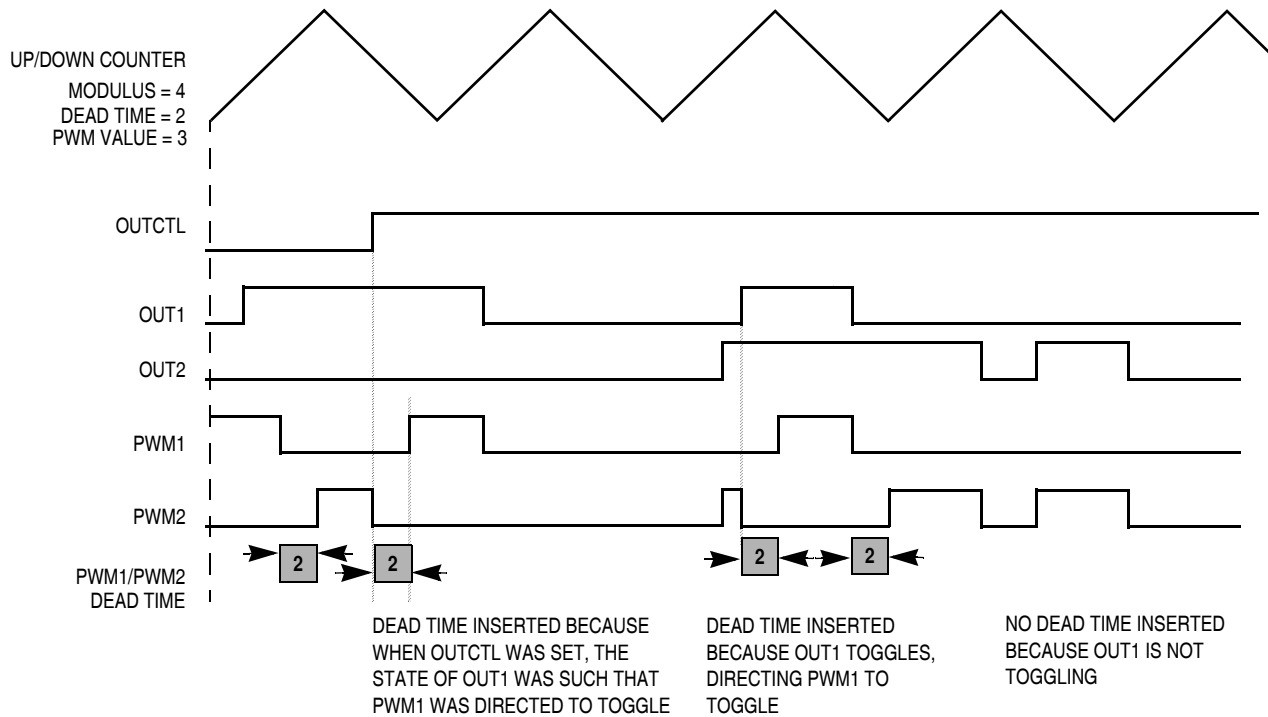 UP/DOWN COUNTER
MODULUS = 4
DEAD TIME = 2
PWM VALUE = 3
OUTCTL
OUT1
OUT2
PWM1
PWM2
PWM1/PWM2
DEAD TIME
2
2
2
2
DEAD TIME INSERTED BECAUSE
WHEN OUTCTL WAS SET, THE
STATE OF OUT1 WAS SUCH THAT
PWM1 WAS DIRECTED TO TOGGLE
DEAD TIME INSERTED
BECAUSE OUT1 TOGGLES,
DIRECTING PWM1 TO
TOGGLE
NO DEAD TIME INSERTED
BECAUSE OUT1 IS NOT
TOGGLING